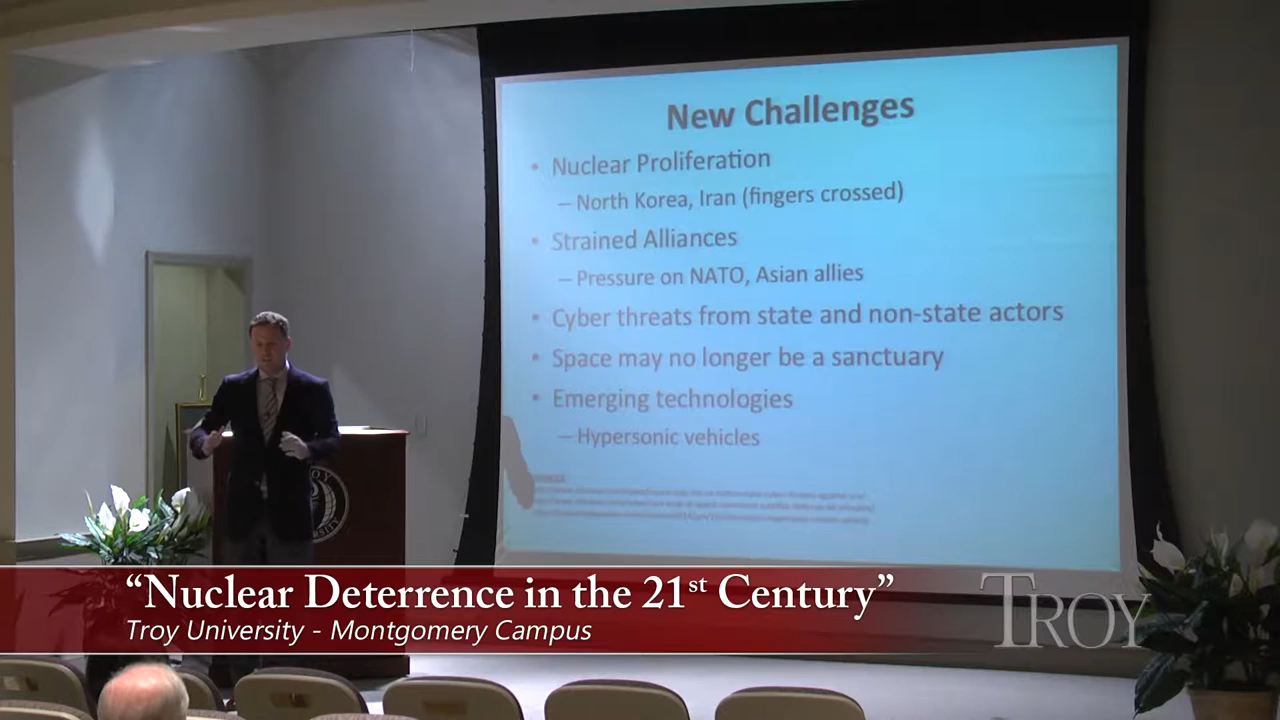 New Challenges
• Nuclear Proliferation
– North Korea, Iran (fingers crossed)
• Strained Alliances
– Pressure on NATO, Asian allies
• Cyber threats from state and non-state actors
• Space may no longer be a sanctuary
• Emerging technologies
– Hypersonic vehicles
“Nuclear Deterrence in the 21st Century”
Troy University - Montgomery Campus
TROY